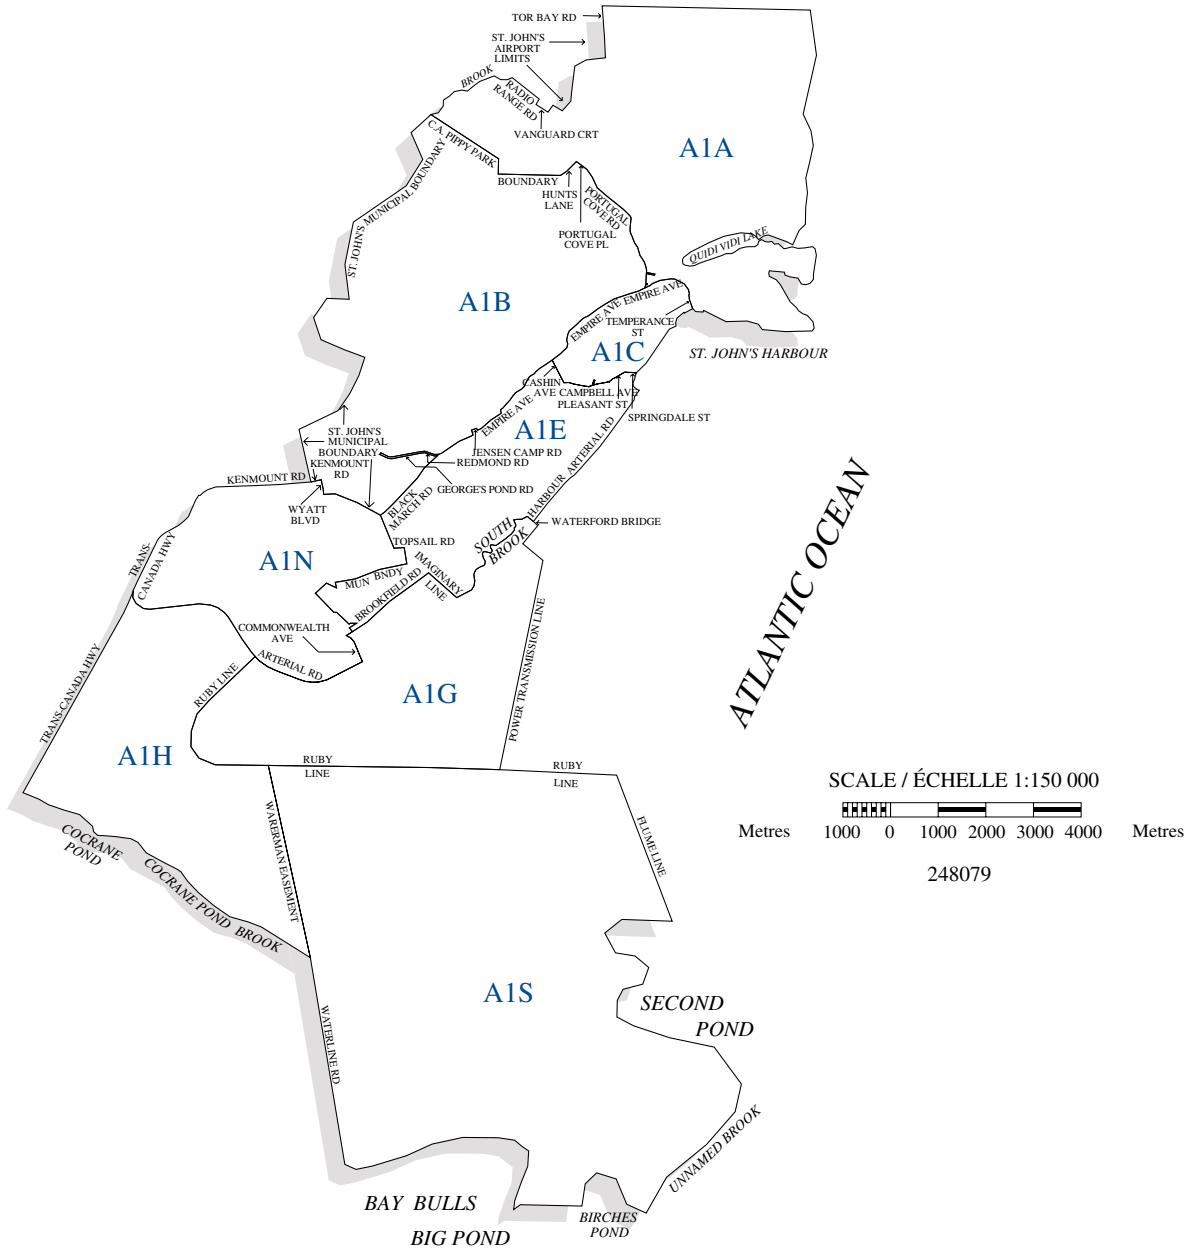 TOR BAY RD
ST. JOHN'S
AIRPORT
LIMITS
BROOK
RADIO
RANGE RD
VANGUARD CRT
A1A
C.A. PIPPY PARK
BOUNDARY
HUNTS
LANE
PORTUGAL
COVE RD
PORTUGAL
COVE PL
ST. JOHN'S MUNICIPAL BOUNDARY
QUIDI VIDI LAKE
A1B
EMPIRE AVE
EMPIRE AVE
TEMPERANCE
ST
A1C
ST. JOHN'S HARBOUR
CASHIN
AVE
CAMPBELL AVE
PLEASANT ST
SPRINGDALE ST
EMPIRE AVE
A1E
ST. JOHN'S
MUNICIPAL
BOUNDARY
KENMOUNT
RD
JENSEN CAMP RD
REDMOND RD
GEORGE'S POND RD
HARBOUR ARTERIAL RD
KENMOUNT RD
WYATT
BLVD
BLACK
MARCH RD
WATERFORD BRIDGE
SOUTH
BROOK
TOPSAIL RD
TRANS-
CANADA HWY
A1N
MUN BNDY
IMAGINARY
LINE
BROOKFIELD RD
COMMONWEALTH
AVE
ARTERIAL RD
RUBY LINE
POWER TRANSMISSION LINE
ATLANTIC OCEAN
TRANS-CANADA HWY
A1G
A1H
RUBY
LINE
RUBY
LINE
SCALE / ÉCHELLE 1:150 000
Metres 1000 0 1000 2000 3000 4000 Metres
248079
WARERMAN EASEMENT
FLUME LINE
COCRANE
POND
COCRANE POND BROOK
A1S
SECOND
POND
WATERLINE RD
UNNAMED BROOK
BAY BULLS
BIG POND
BIRCHES
POND